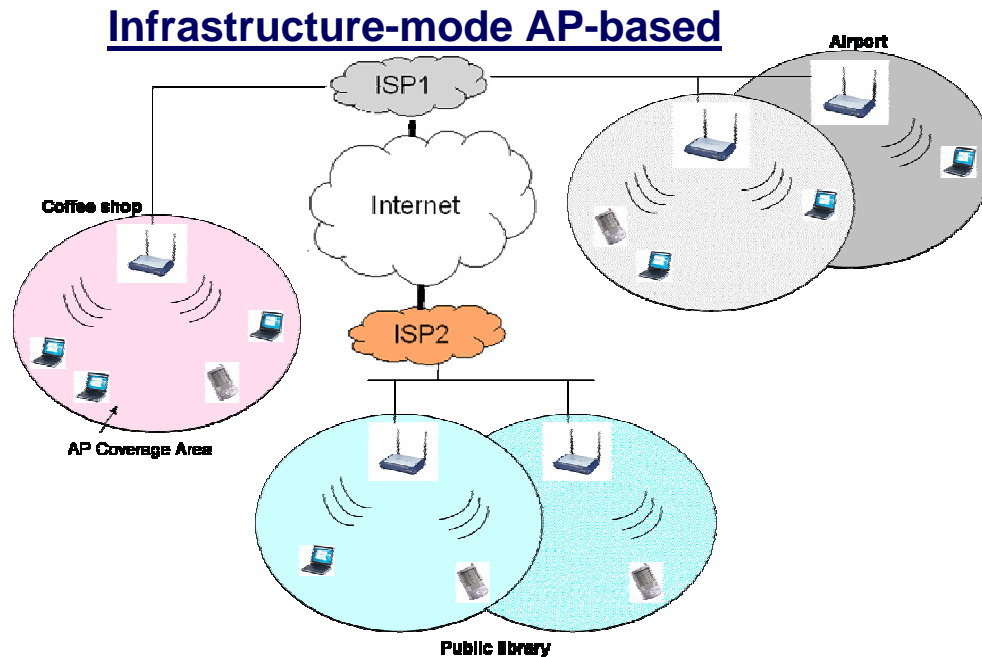 Infrastructure-mode AP-based
Airport
ISP1
Internet
Coffee shop
ISP2
AP Coverage Area
Public library